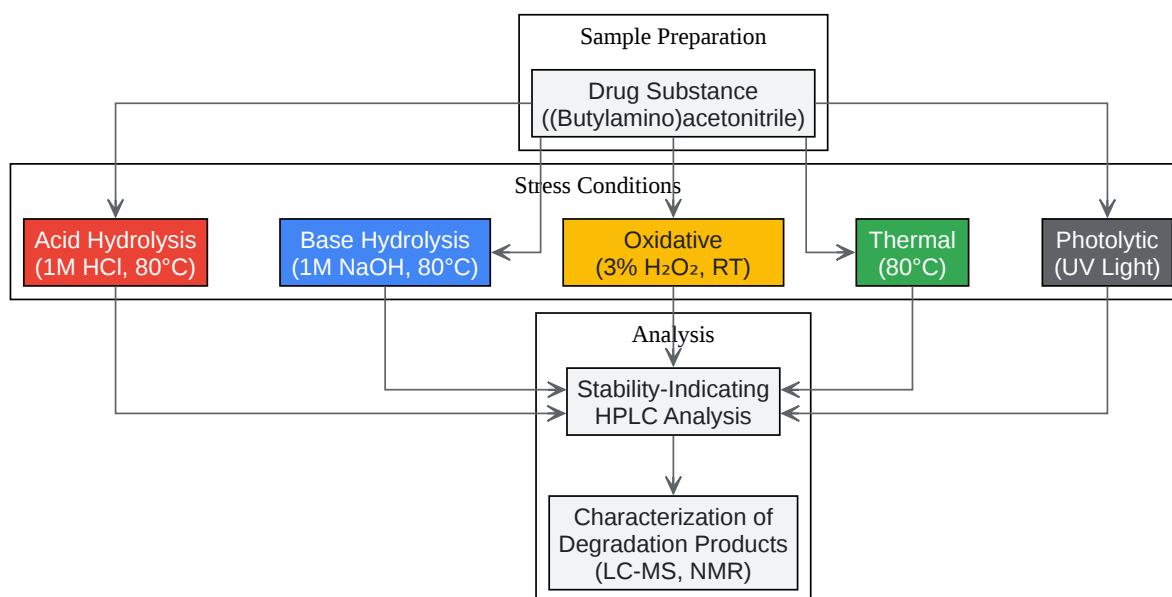 Sample Preparation
Drug Substance
((Butylamino)acetonitrile)
Stress Conditions
Acid Hydrolysis
(1M HCl, 80°C)
Base Hydrolysis
(1M NaOH, 80°C)
Oxidative
(3% H₂O₂, RT)
Thermal
(80°C)
Photolytic
(UV Light)
Analysis
Stability-Indicating
HPLC Analysis
Characterization of
Degradation Products
(LC-MS, NMR)